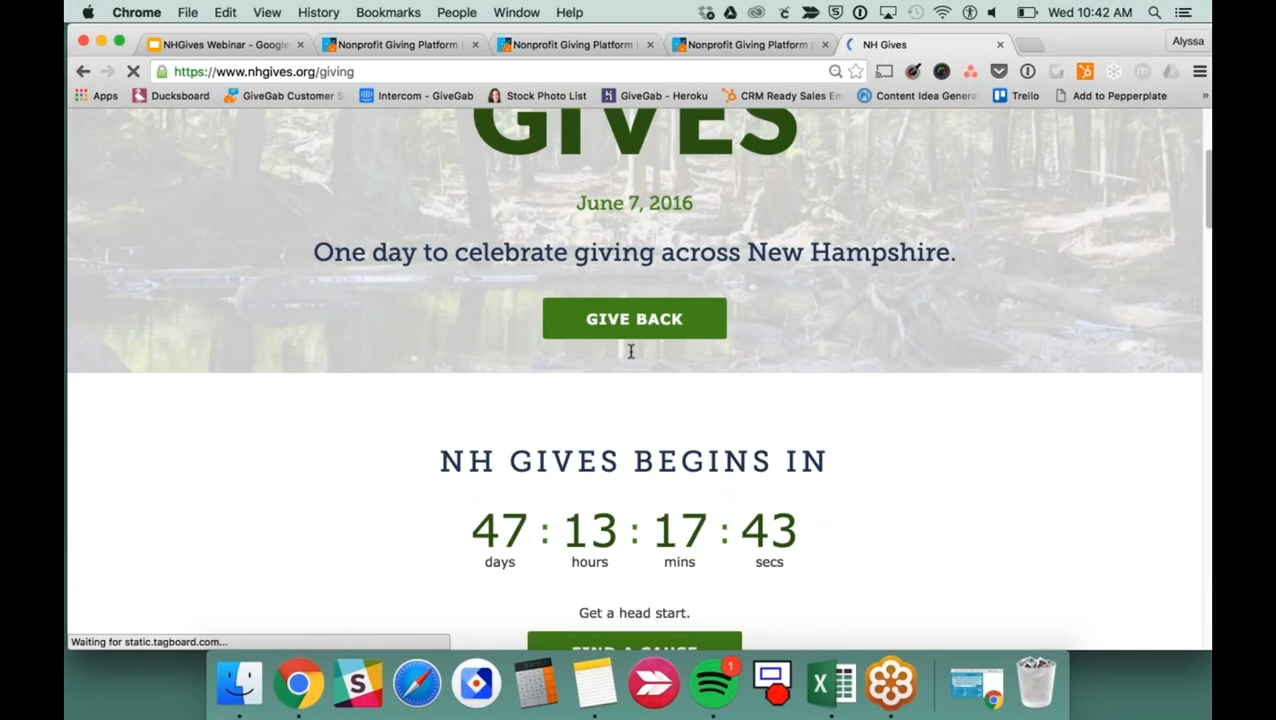 Chrome File Edit View History Bookmarks People Window Help Wed 10:42 AM
NHGives Webinar - Google Nonprofit Giving Platform Nonprofit Giving Platform Nonprofit Giving Platform NH Gives Alyssa
https://www.nhgives.org/giving
Apps Ducksboard GiveGab Customer S Intercom - GiveGab Stock Photo List GiveGab - Heroku CRM Ready Sales Em Content Idea Genera Trello Add to Pepperplate »
GIVES
June 7, 2016
One day to celebrate giving across New Hampshire.
GIVE BACK
NH GIVES BEGINS IN
47 : 13 : 17 : 43
days hours mins secs
Get a head start.
FIND A CAUSE
Waiting for static.tagboard.com...
1